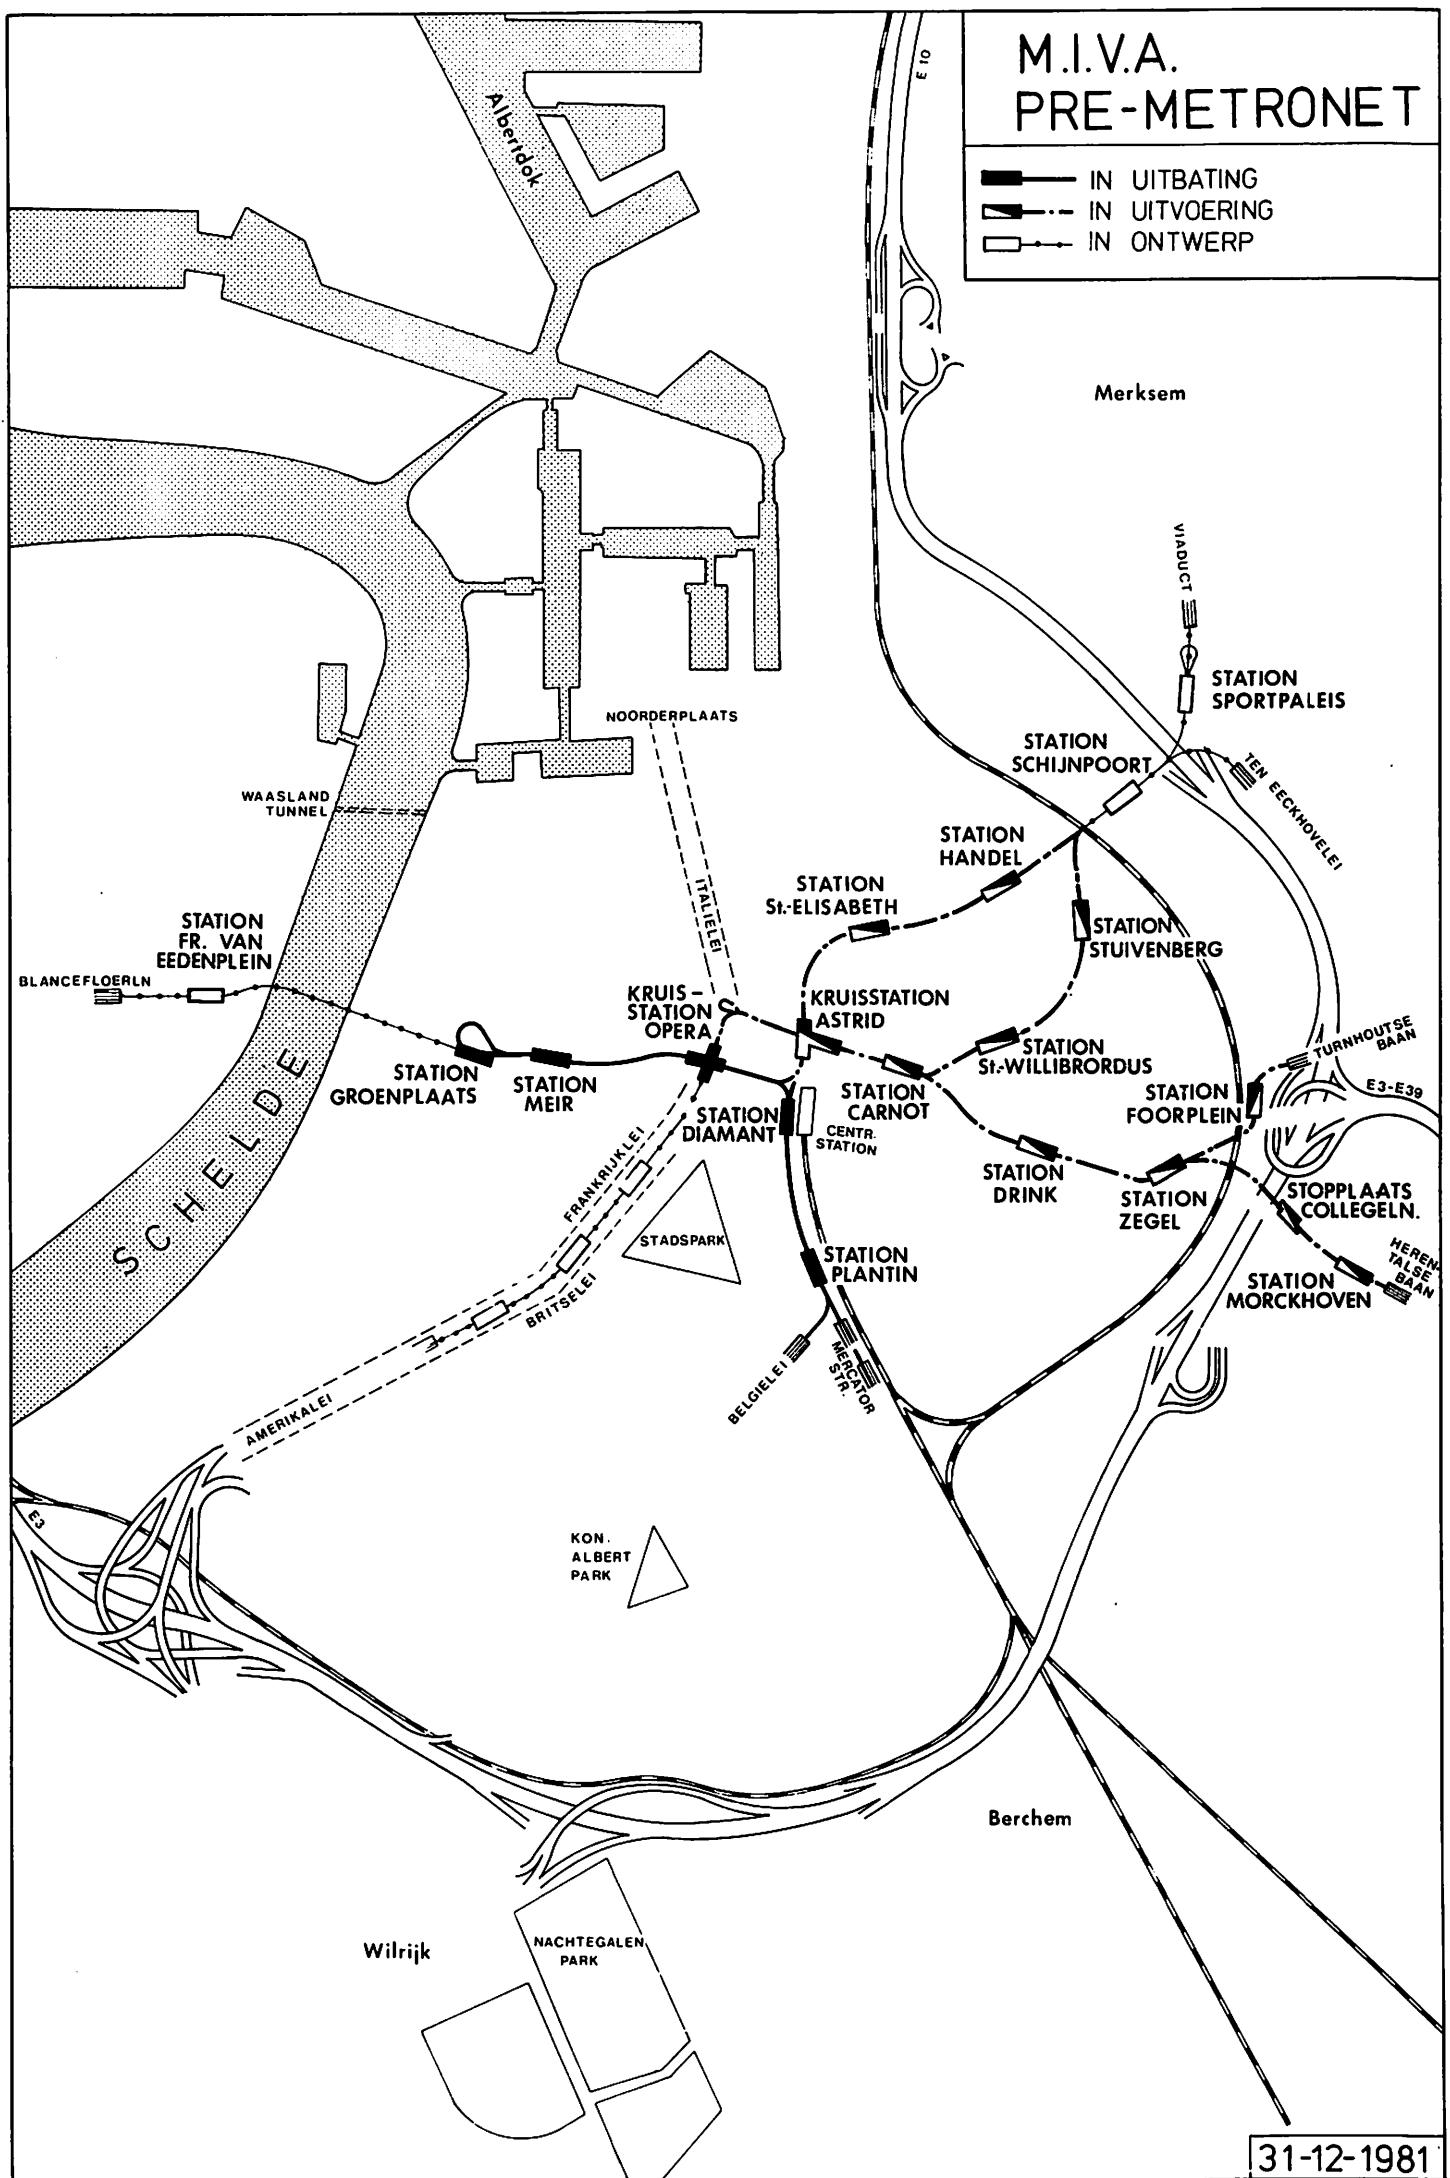 M.I.V.A.
PRE-METRONET
IN UITBATING
IN UITVOERING
IN ONTWERP
E 10
Albertdok
Merksem
VIADUCT
STATION
SPORTPALEIS
NOORDERPLAATS
STATION
SCHIJNPOORT
TEN EECKHOVELEI
WAASLAND
TUNNEL
STATION
HANDEL
STATION
St.-ELISABETH
ITALIELEI
STATION
FR. VAN
EEDENPLEIN
STATION
STUIVENBERG
BLANCEFLOERLN
KRUIS-
STATION
OPERA
KRUISSTATION
ASTRID
STATION
St.-WILLIBRORDUS
TURNHOUTSE
BAAN
STATION
GROENPLAATS
STATION
MEIR
STATION
CARNOT
STATION
FOORPLEIN
E3-E39
STATION
DIAMANT
CENTR.
STATION
SCHELDE
FRANKRIJKLEI
STATION
DRINK
STATION
ZEGEL
STOPPLAATS
COLLEGELN.
STADSPARK
STATION
PLANTIN
STATION
MORCKHOVEN
HEREN-
TALSE
BAAN
BRITSELEI
BELGIELEI
MERCATOR
STR.
AMERIKALEI
E3
KON.
ALBERT
PARK
Berchem
Wilrijk
NACHTEGALEN
PARK
31-12-1981